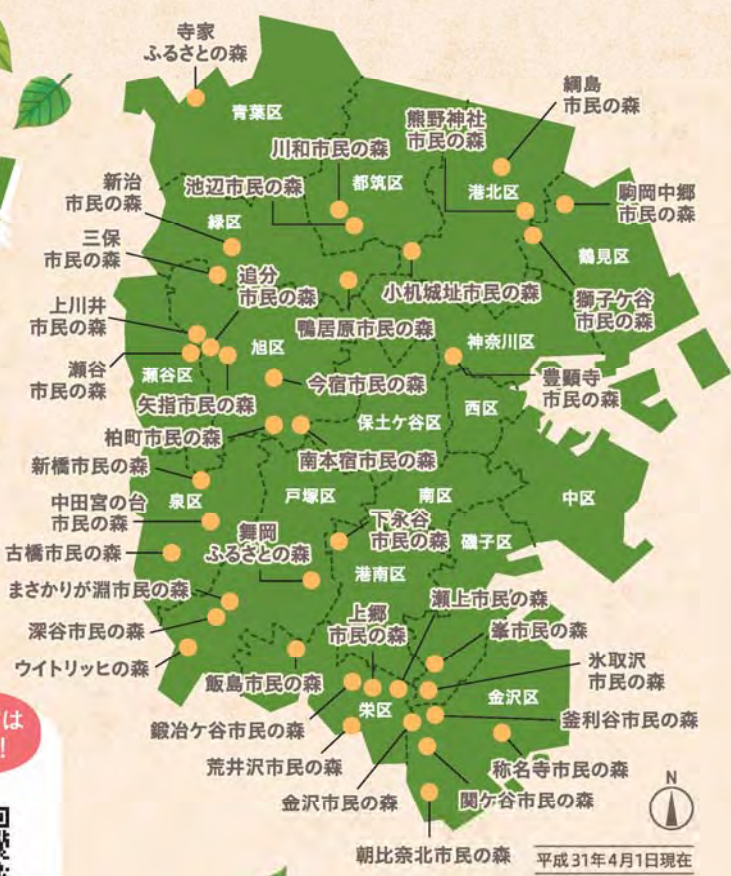 寺家
ふるさとの森
青葉区
綱島
市民の森
熊野神社
市民の森
川和市民の森
都筑区
港北区
新治
市民の森
池辺市民の森
駒岡中郷
市民の森
緑区
三保
市民の森
鶴見区
追分
市民の森
小机城址市民の森
獅子ケ谷
市民の森
上川井
市民の森
鴨居原市民の森
旭区
神奈川区
瀬谷
市民の森
瀬谷区
今宿市民の森
豊顕寺
市民の森
矢指市民の森
西区
保土ケ谷区
柏町市民の森
南本宿市民の森
新橋市民の森
泉区
戸塚区
南区
中区
中田宮の台
市民の森
舞岡
ふるさとの森
下永谷
市民の森
磯子区
古橋市民の森
港南区
まさかりが淵市民の森
瀬上市民の森
上郷
市民の森
深谷市民の森
峯市民の森
ウイトリッヒの森
氷取沢
市民の森
飯島市民の森
金沢区
栄区
鍛冶ケ谷市民の森
釜利谷市民の森
荒井沢市民の森
称名寺市民の森
金沢市民の森
関ケ谷市民の森
N
朝比奈北市民の森
平成31年4月1日現在
は
!